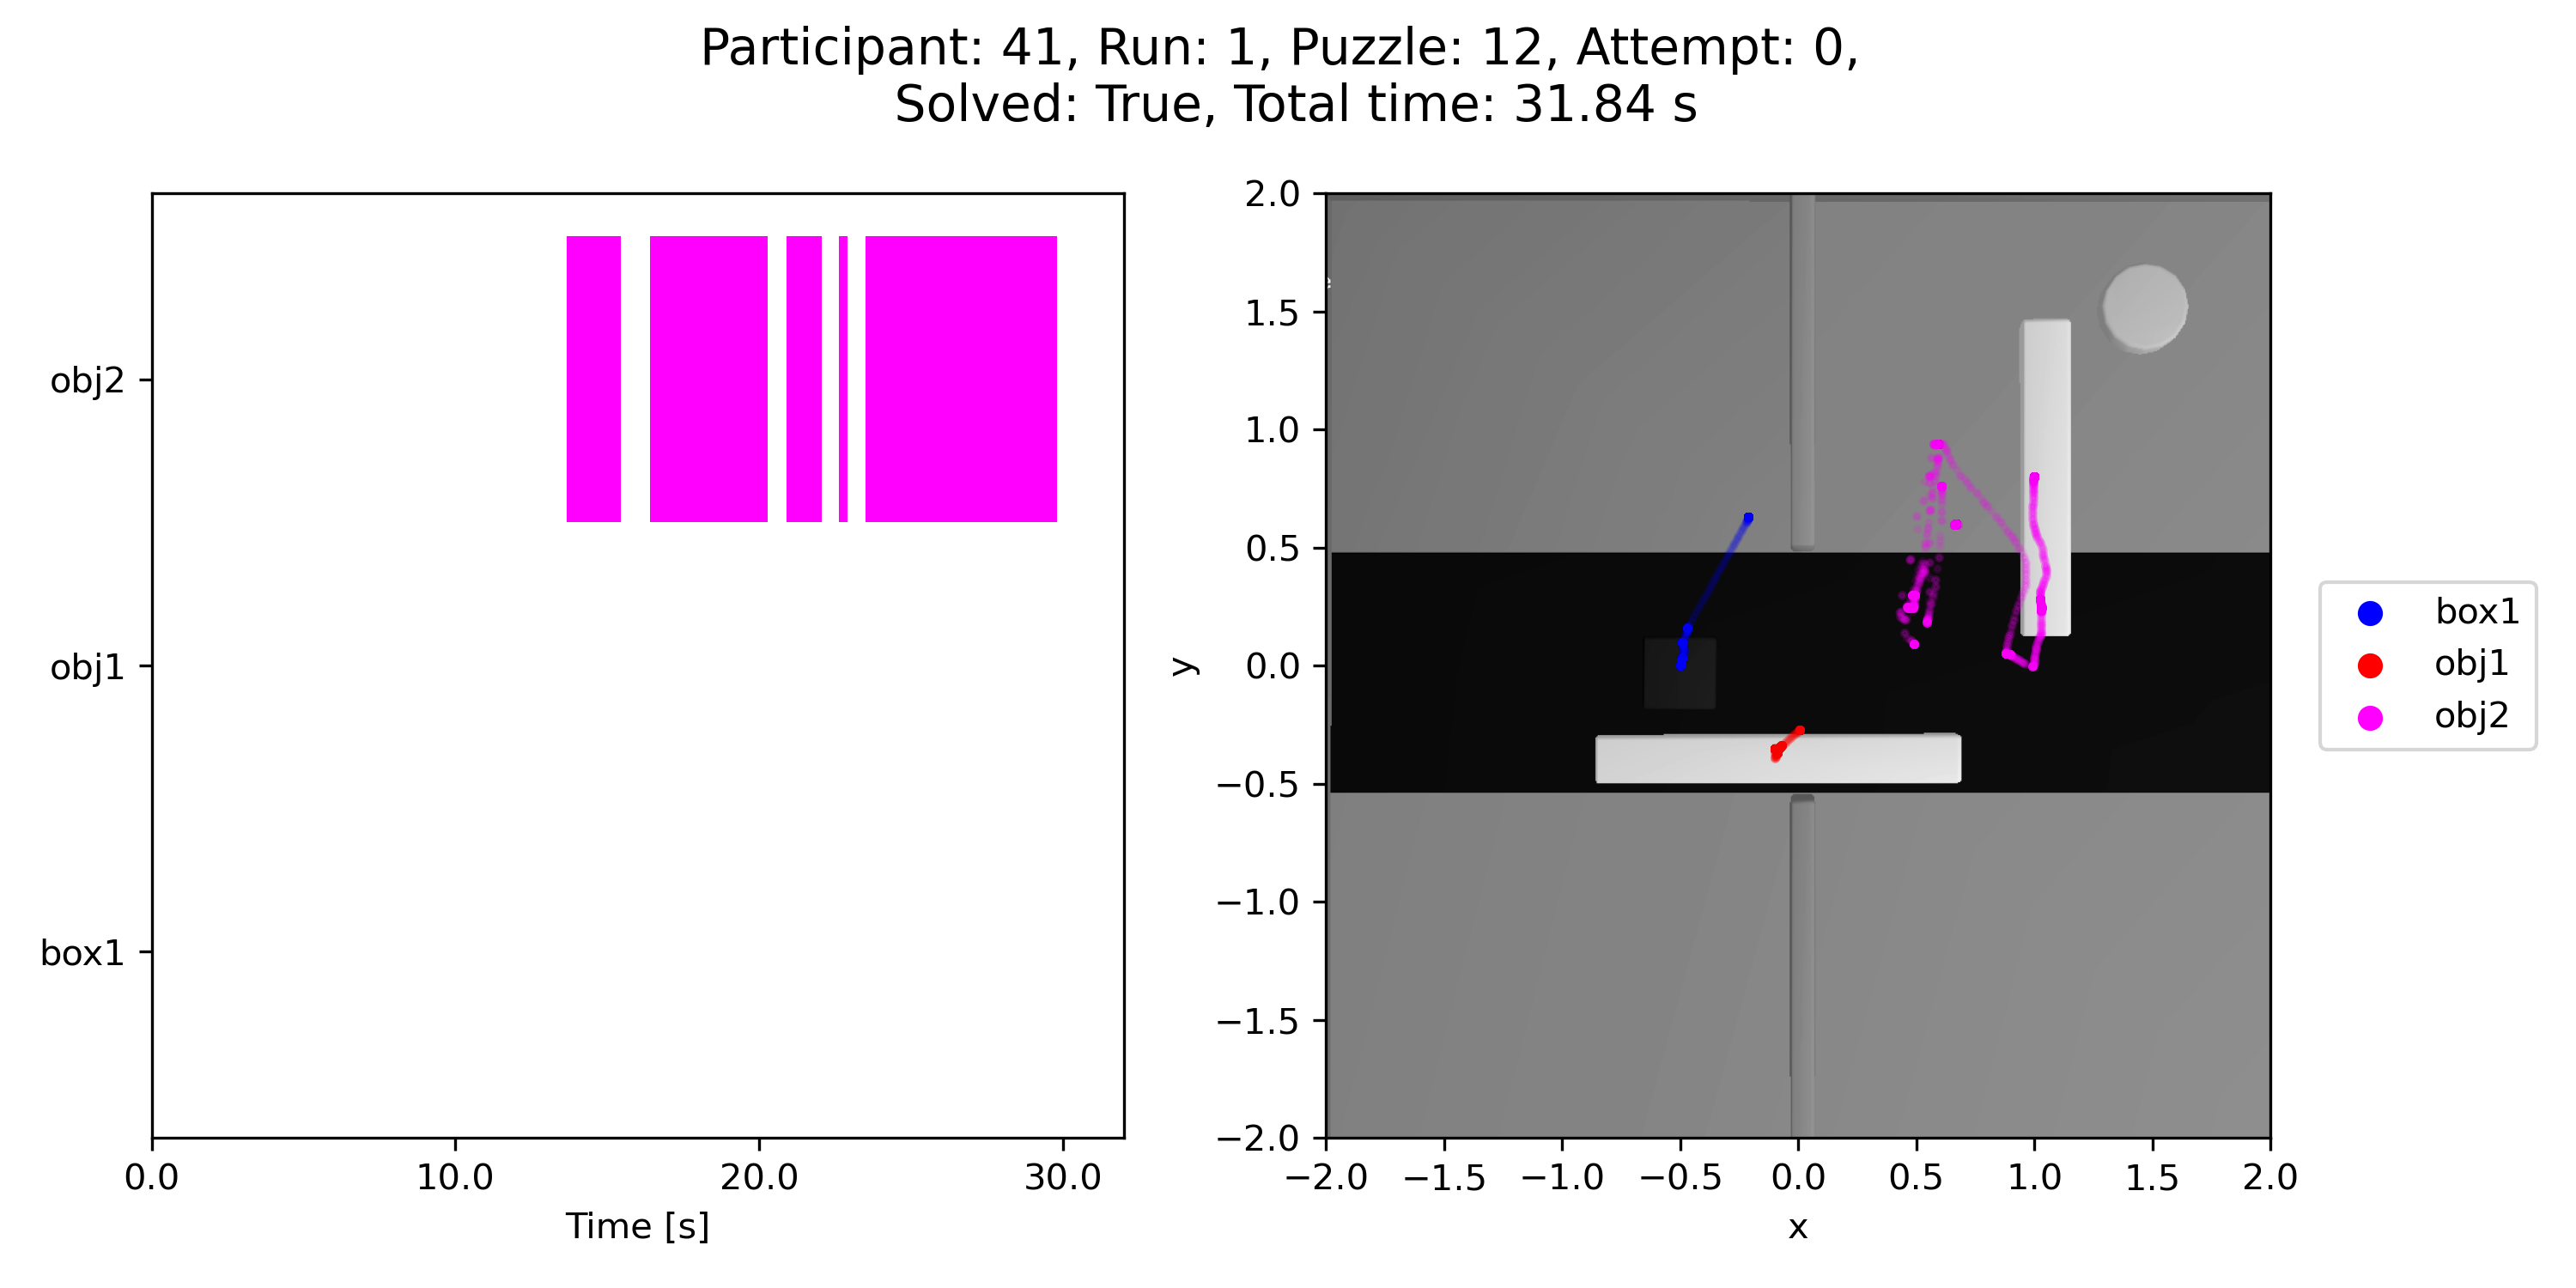 Participant: 41, Run: 1, Puzzle: 12, Attempt: 0,
Solved: True, Total time: 31.84 s
obj2
obj1
box1
0.0 10.0 20.0 30.0
Time [s]
2.0
1.5
1.0
0.5
0.0
−0.5
−1.0
−1.5
−2.0
y
−2.0 −1.5 −1.0 −0.5 0.0 0.5 1.0 1.5 2.0
x
box1
obj1
obj2